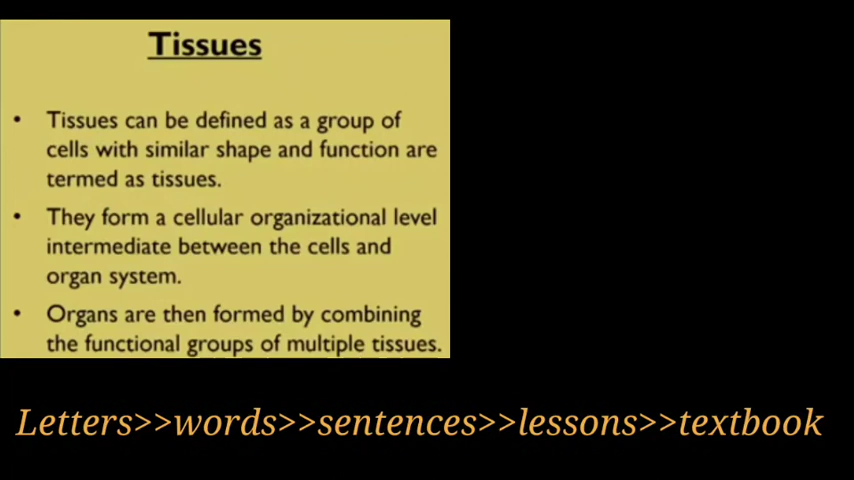 Tissues
• Tissues can be defined as a group of
cells with similar shape and function are
termed as tissues.
• They form a cellular organizational level
intermediate between the cells and
organ system.
• Organs are then formed by combining
the functional groups of multiple tissues.
Letters>>words>>sentences>>lessons>>textbook